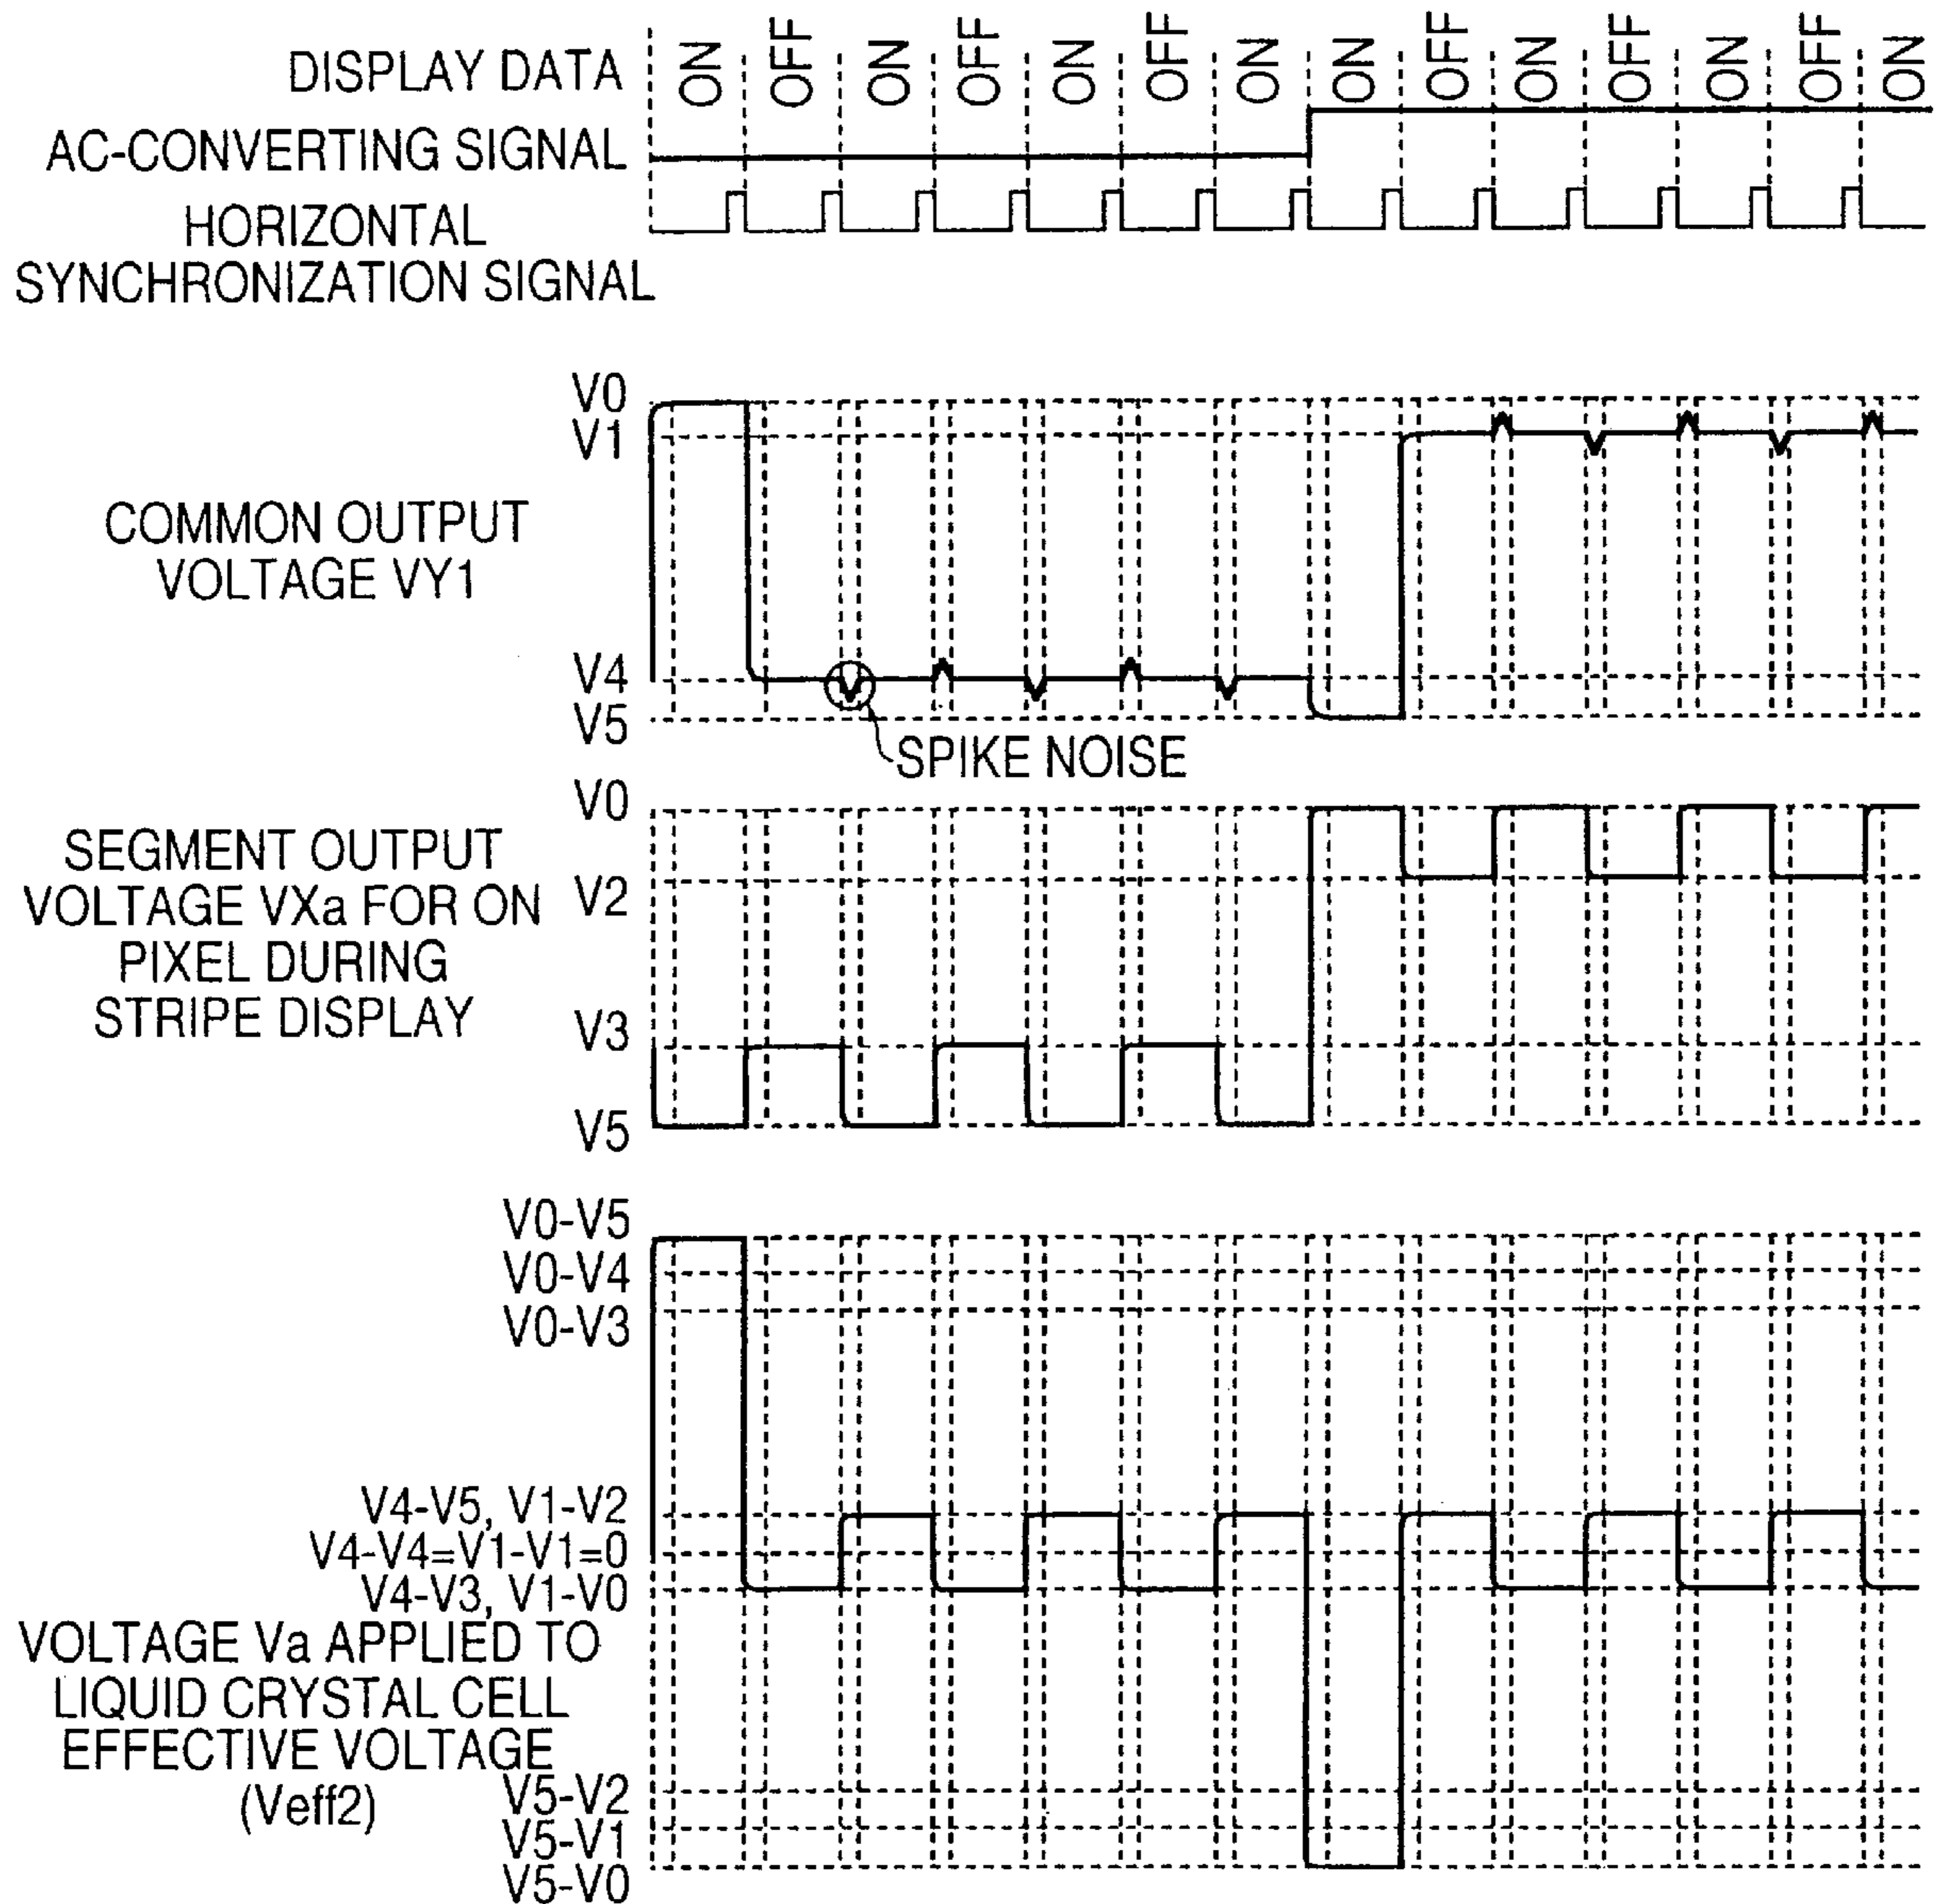 DISPLAY DATA
ON OFF ON OFF ON OFF ON ON OFF ON OFF ON OFF ON
AC-CONVERTING SIGNAL
HORIZONTAL
SYNCHRONIZATION SIGNAL
V0
V1
COMMON OUTPUT
VOLTAGE VY1
V4
V5
SPIKE NOISE
V0
SEGMENT OUTPUT
VOLTAGE VXa FOR ON
PIXEL DURING
STRIPE DISPLAY
V2
V3
V5
V0-V5
V0-V4
V0-V3
V4-V5, V1-V2
V4-V4=V1-V1=0
V4-V3, V1-V0
VOLTAGE Va APPLIED TO
LIQUID CRYSTAL CELL
EFFECTIVE VOLTAGE
(Veff2)
V5-V2
V5-V1
V5-V0